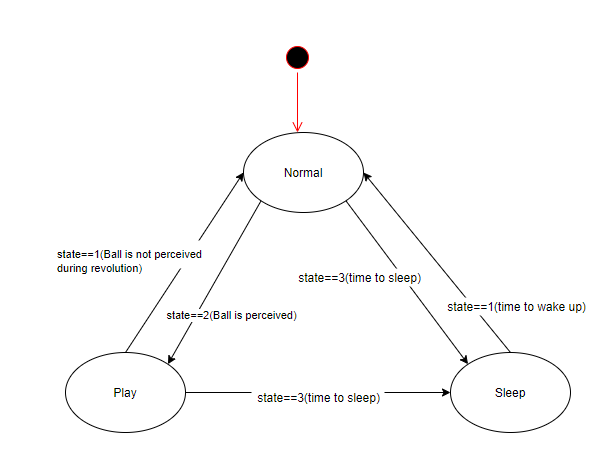 Normal
state==1(Ball is not perceived
during revolution)
state==3(time to sleep)
state==1(time to wake up)
state==2(Ball is perceived)
Play
state==3(time to sleep)
Sleep